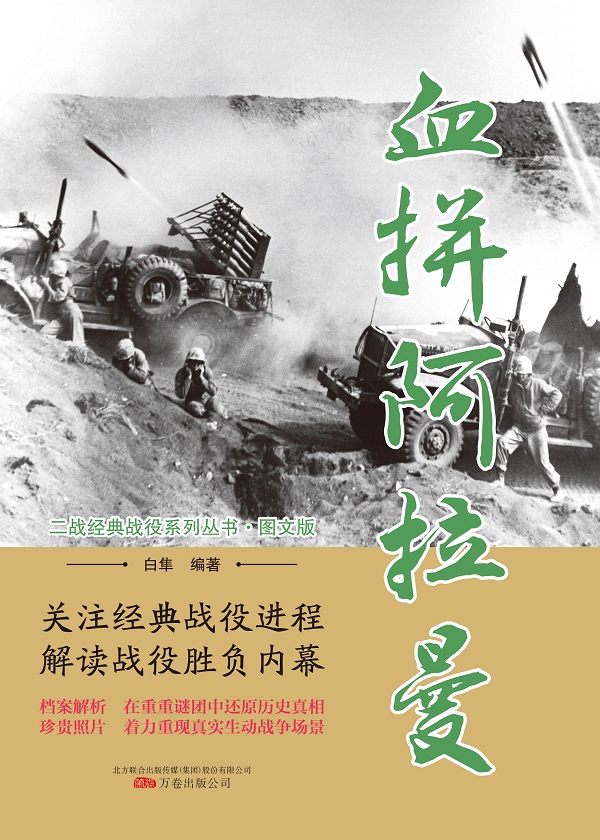 血拼阿拉曼
二战经典战役系列丛书·图文版
白隼 编著
关注经典战役进程
解读战役胜负内幕
档案解析 在重重谜团中还原历史真相
珍贵照片 着力重现真实生动战争场景
北方联合出版传媒(集团)股份有限公司
万卷出版公司